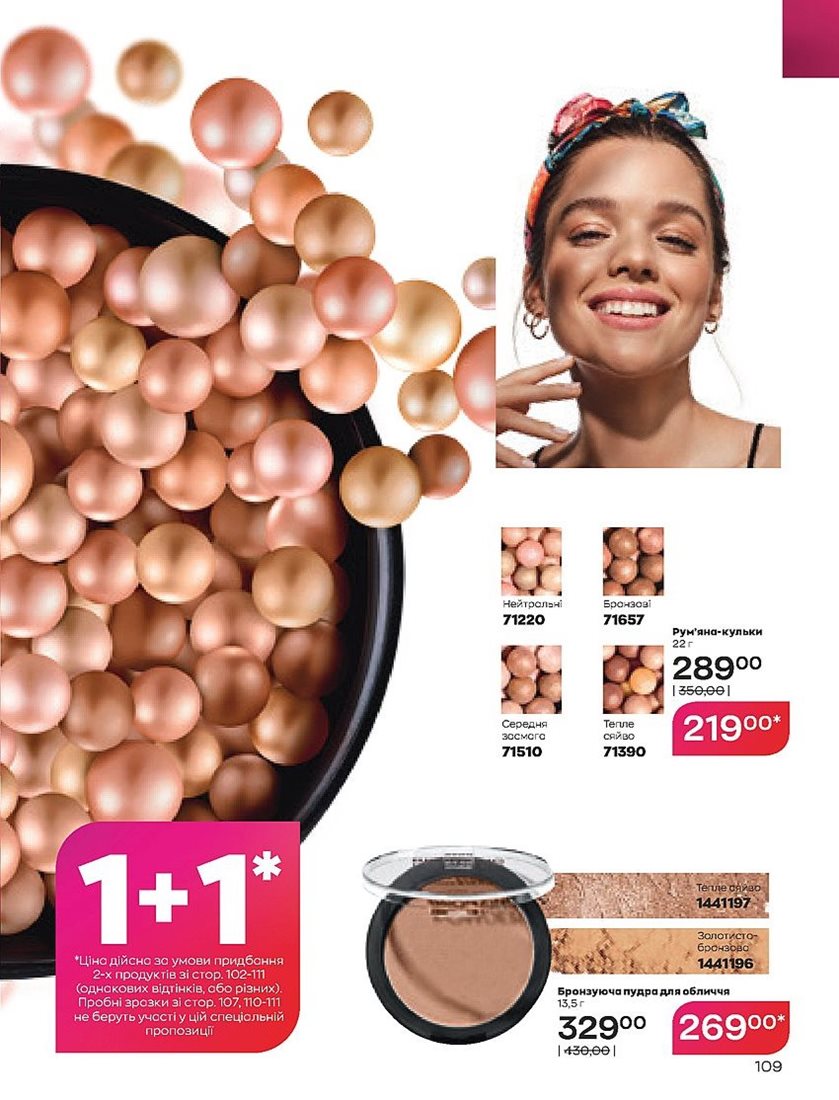 Нейтральні
71220
Бронзові
71657
Середня
засмага
71510
Тепле
сяйво
71390
Рум'яна-кульки
22 г
289⁰⁰
|350,00|
219⁰⁰*
1+1*
*Ціна дійсна за умови придбання
2-х продуктів зі стор. 102-111
(однакових відтінків, або різних).
Пробні зразки зі стор. 107, 110-111
не беруть участі у цій спеціальній
пропозиції
Тепле сяйво
1441197
Золотисто-
бронзова
1441196
Бронзуюча пудра для обличчя
13,5 г
329⁰⁰
|430,00|
269⁰⁰*
109